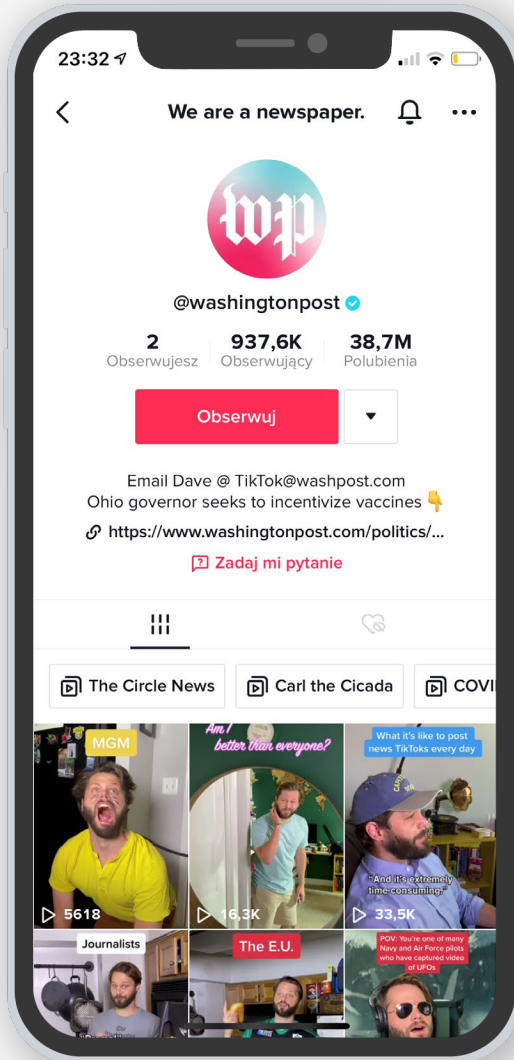 23:32
We are a newspaper.
wp
@washingtonpost
2 937,6K 38,7M
Obserwujesz Obserwujący Polubienia
Obserwuj
Email Dave @ TikTok@washpost.com
Ohio governor seeks to incentivize vaccines 👇
https://www.washingtonpost.com/politics/...
Zadaj mi pytanie
The Circle News
Carl the Cicada
COVI
MGM
5618
Am I
better than everyone?
16,3K
What it's like to post
news TikToks every day
"And it's extremely
time-consuming."
33,5K
Journalists
The E.U.
POV: You're one of many
Navy and Air Force pilots
who have captured video
of UFOs